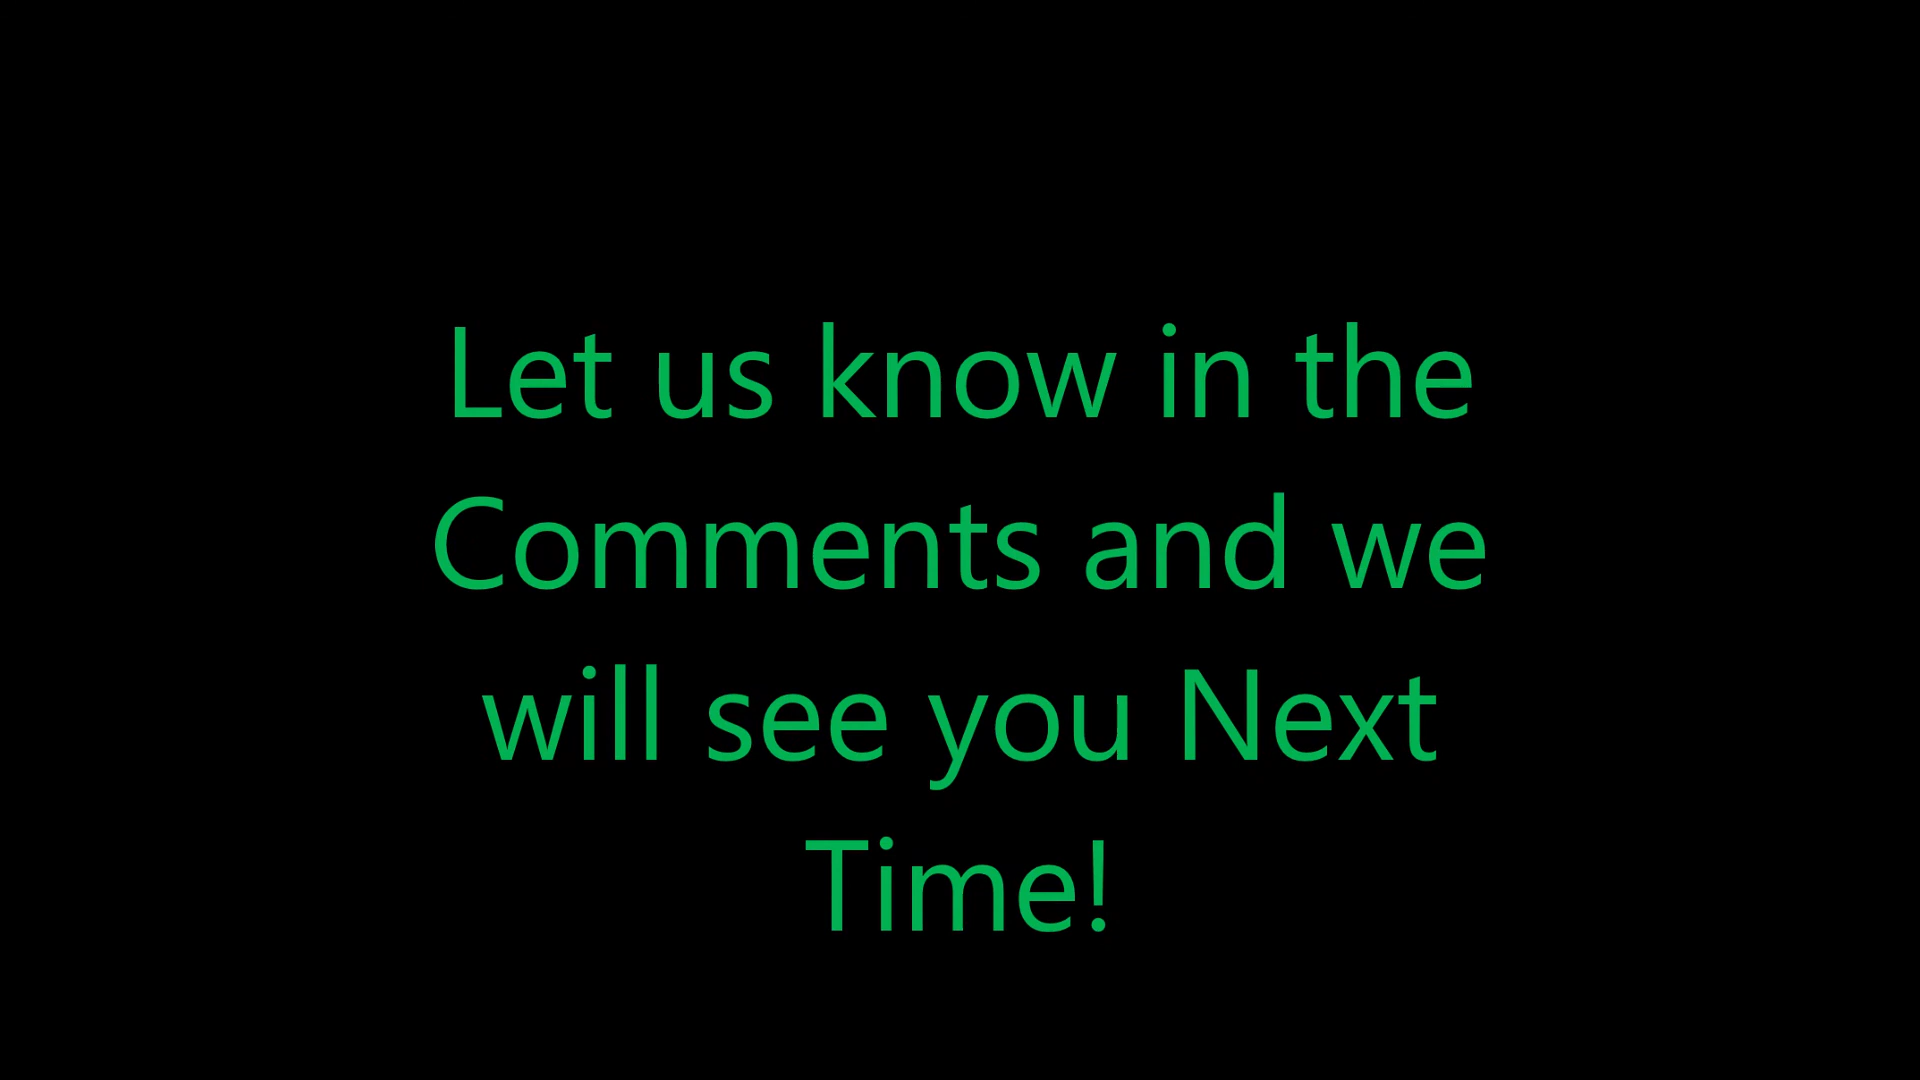 Let us know in the
Comments and we
will see you Next
Time!